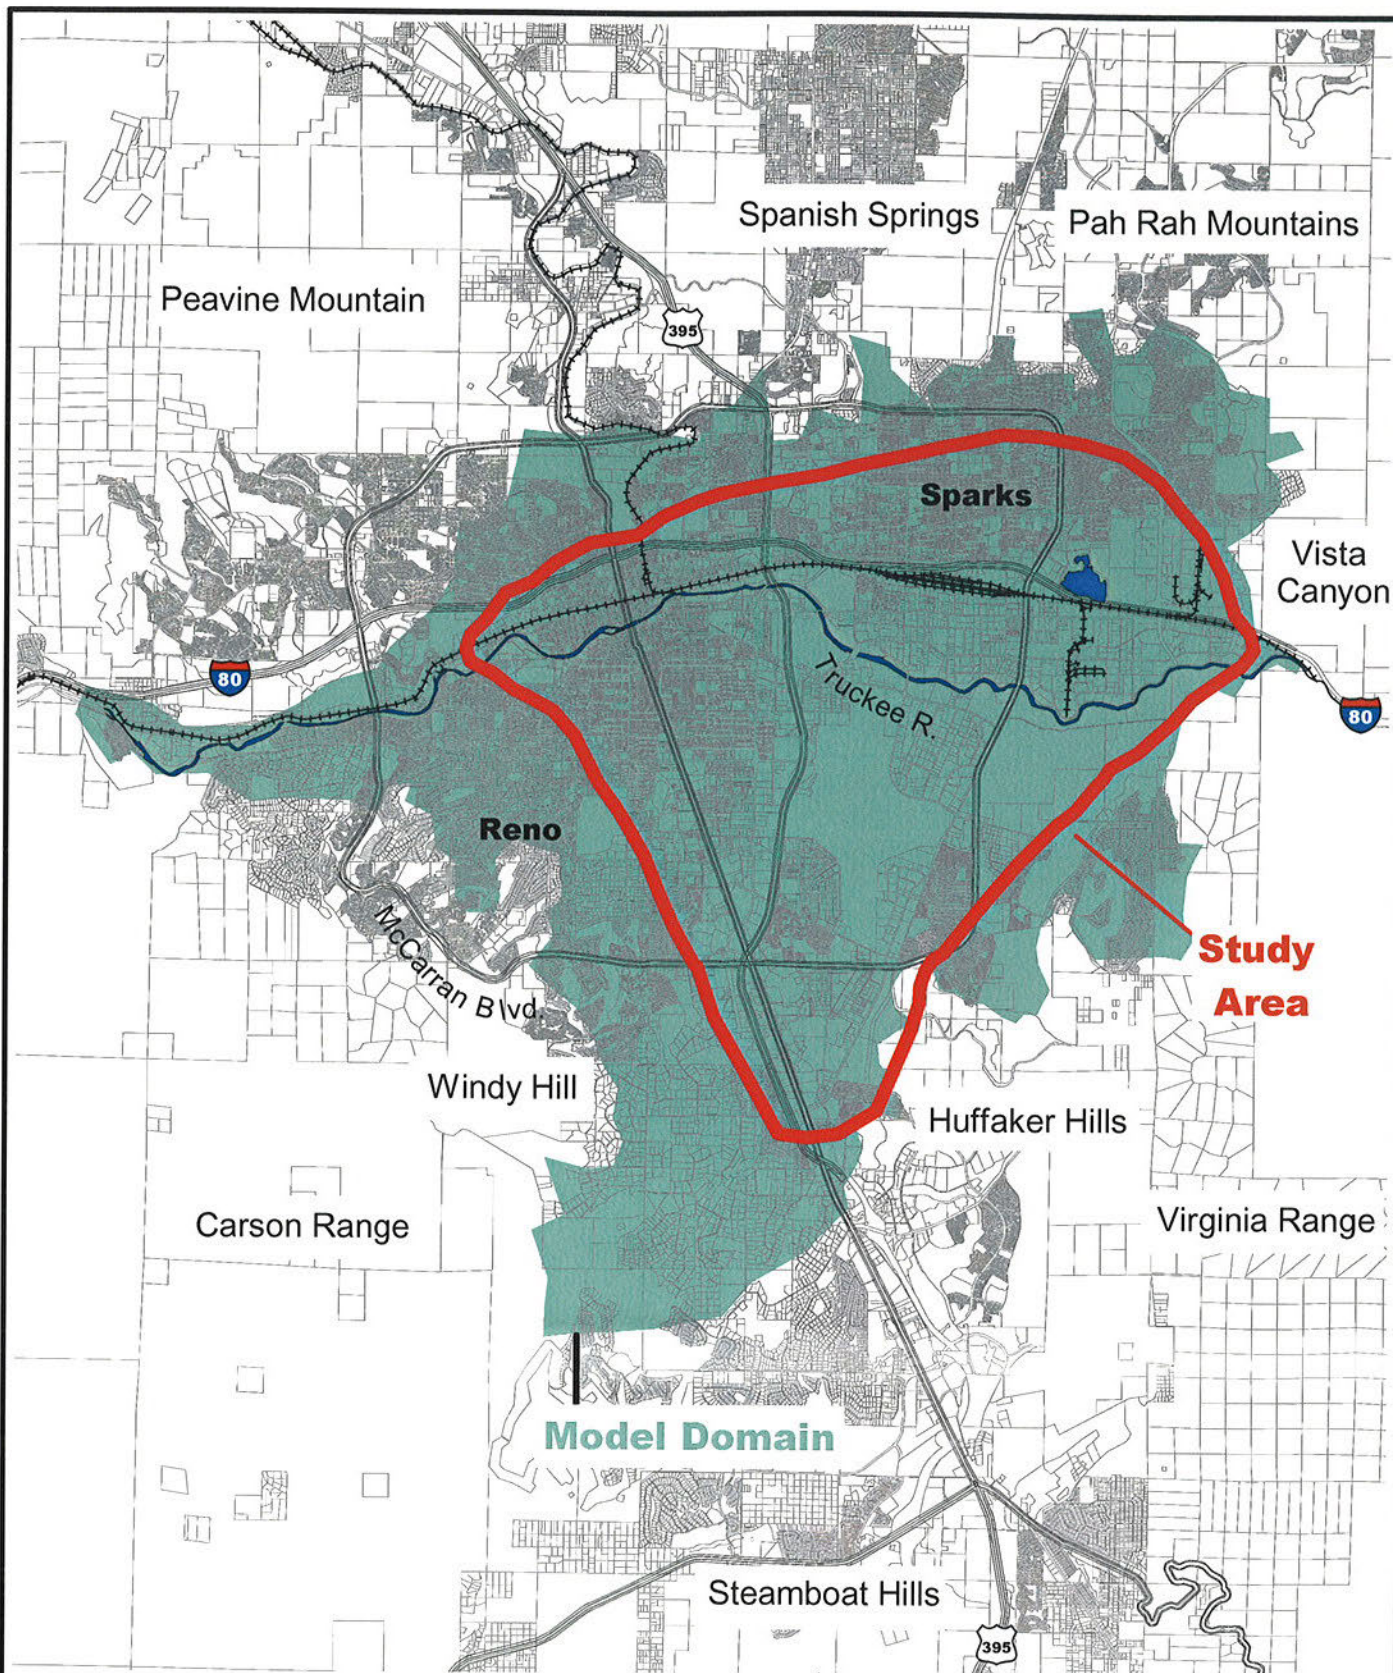 Spanish Springs
Pah Rah Mountains
Peavine Mountain
395
Sparks
Vista
Canyon
80
Truckee R.
80
Reno
McCarran Blvd.
Study
Area
Windy Hill
Huffaker Hills
Carson Range
Virginia Range
Model Domain
Steamboat Hills
395